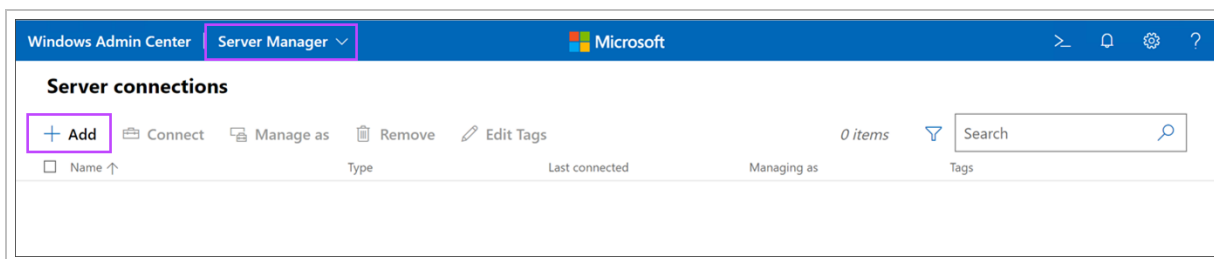 Windows Admin Center | Server Manager Microsoft >_ ?
Server connections
+ Add Connect Manage as Remove Edit Tags 0 items Search
Name ↑ Type Last connected Managing as Tags